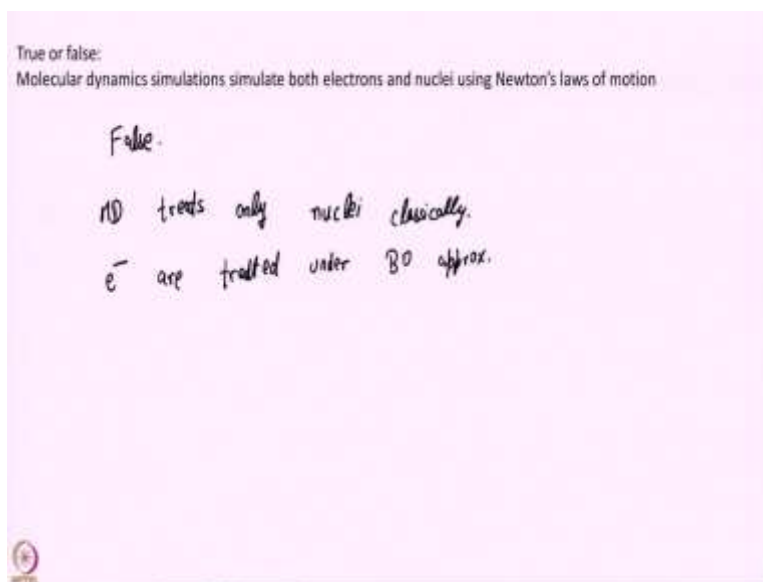 True or false:
Molecular dynamics simulations simulate both electrons and nuclei using Newton's laws of motion
False.
MD treats only nuclei classically.
e⁻ are treated under BO approx.